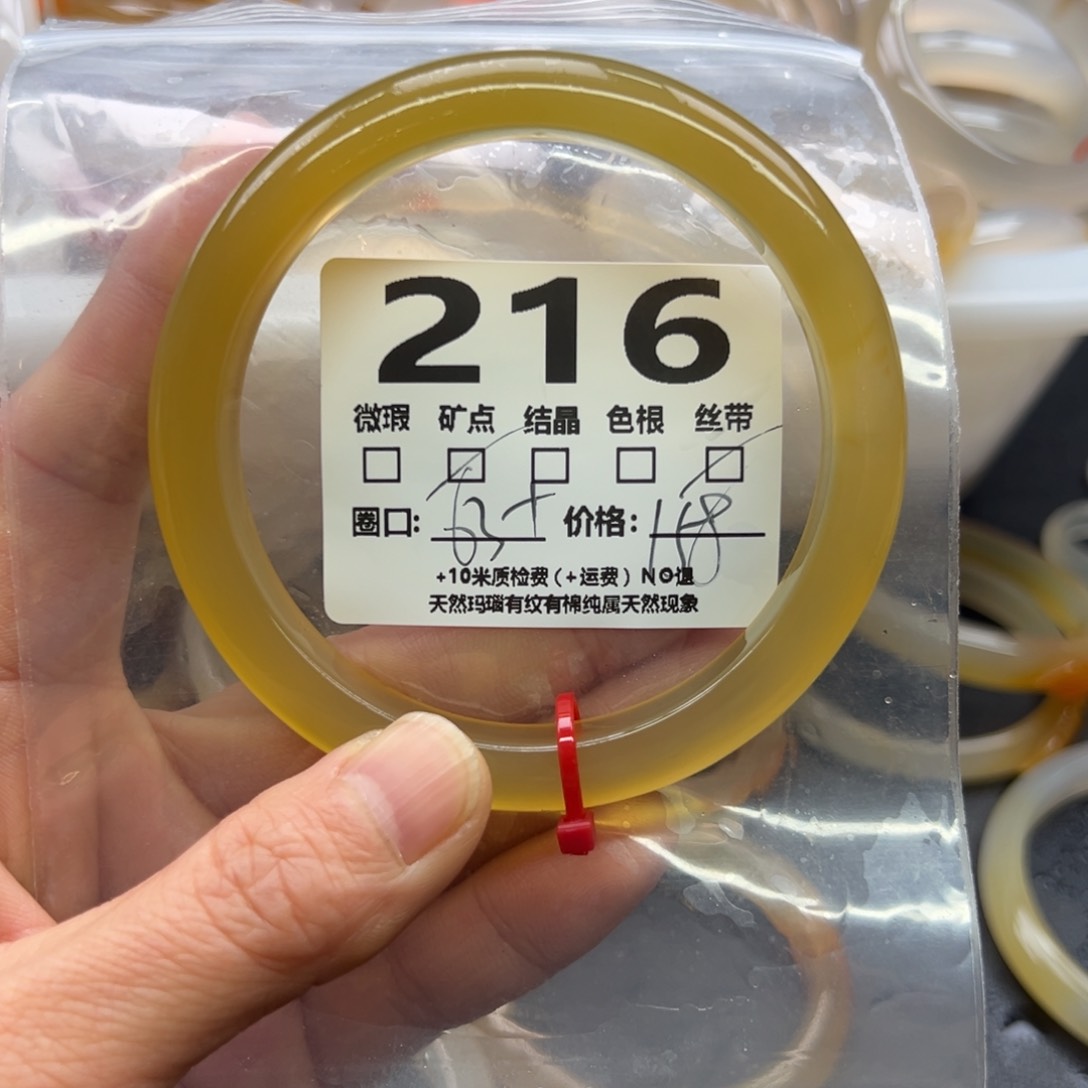 216
微瑕 矿点 结晶 色根 丝带
圈口: 63+ 价格: 168
+10米质检费(+运费)NO退
天然玛瑙有纹有棉纯属天然现象